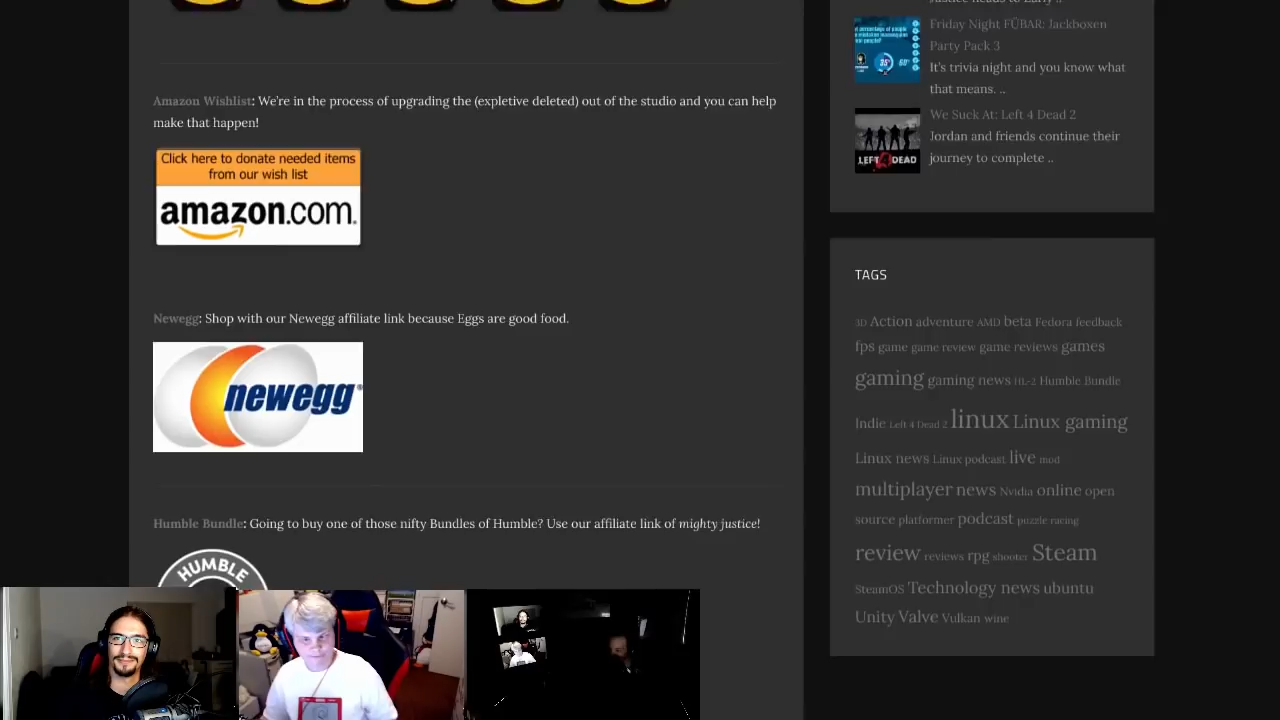 Amazon Wishlist: We're in the process of upgrading the (expletive deleted) out of the studio and you can help
make that happen!
Click here to donate needed items
from our wish list
amazon.com.
Newegg: Shop with our Newegg affiliate link because Eggs are good food.
newegg®
Humble Bundle: Going to buy one of those nifty Bundles of Humble? Use our affiliate link of mighty justice!
HUMBLE
Friday Night FÜBAR: Jackboxen
Party Pack 3
It's trivia night and you know what
that means. ..
We Suck At: Left 4 Dead 2
Jordan and friends continue their
journey to complete ..
LEFT 4 DEAD
TAGS
3D Action adventure AMD beta Fedora feedback
fps game game review game reviews games
gaming gaming news HL-2 Humble Bundle
Indie Left 4 Dead 2 linux Linux gaming
Linux news Linux podcast live mod
multiplayer news Nvidia online open
source platformer podcast puzzle racing
review reviews rpg shooter Steam
SteamOS Technology news ubuntu
Unity Valve Vulkan wine